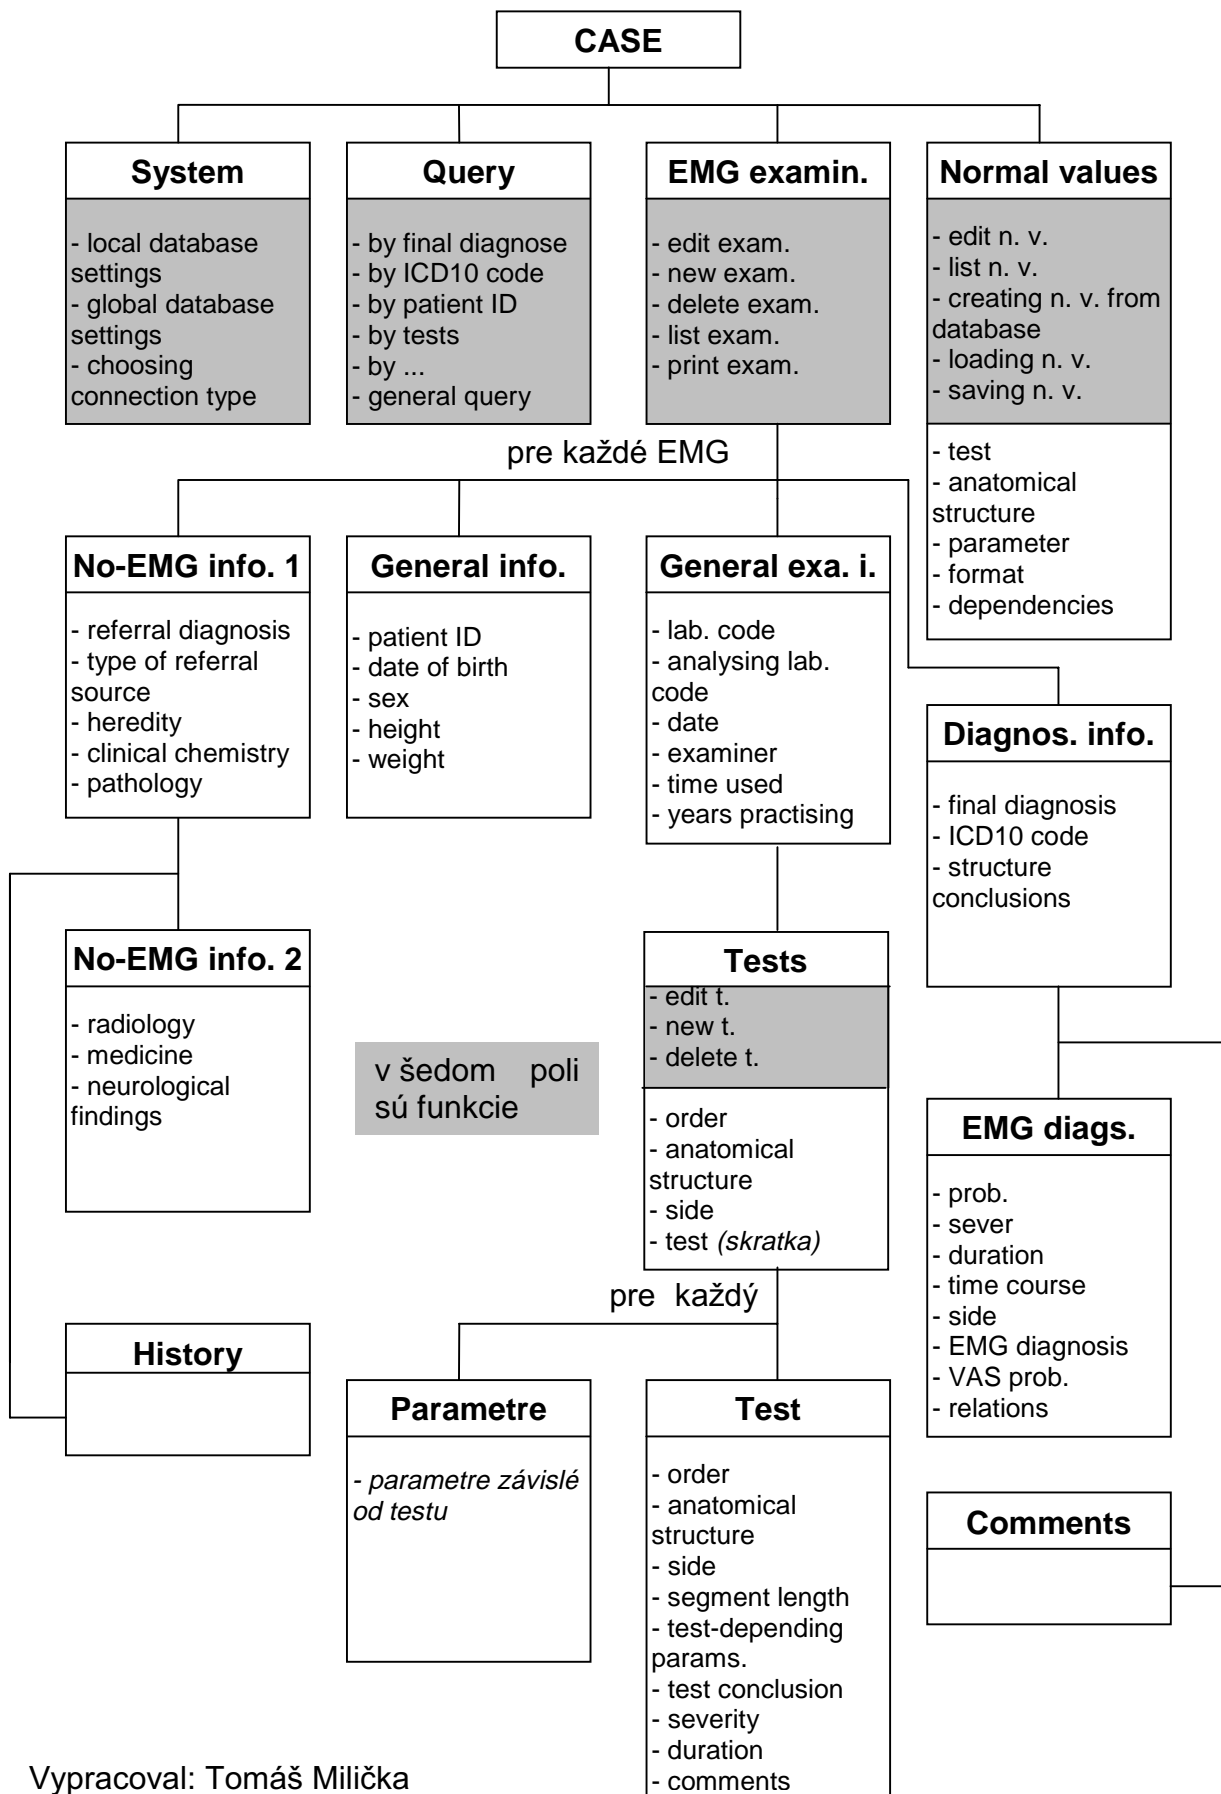 CASE
System
- local database
settings
- global database
settings
- choosing
connection type
Query
- by final diagnose
- by ICD10 code
- by patient ID
- by tests
- by ...
- general query
EMG examin.
- edit exam.
- new exam.
- delete exam.
- list exam.
- print exam.
Normal values
- edit n. v.
- list n. v.
- creating n. v. from
database
- loading n. v.
- saving n. v.
- test
- anatomical
structure
- parameter
- format
- dependencies
pre každé EMG
No-EMG info. 1
- referral diagnosis
- type of referral
source
- heredity
- clinical chemistry
- pathology
General info.
- patient ID
- date of birth
- sex
- height
- weight
General exa. i.
- lab. code
- analysing lab.
code
- date
- examiner
- time used
- years practising
Diagnos. info.
- final diagnosis
- ICD10 code
- structure
conclusions
No-EMG info. 2
- radiology
- medicine
- neurological
findings
v šedom poli
sú funkcie
Tests
- edit t.
- new t.
- delete t.
- order
- anatomical
structure
- side
- test (skratka)
EMG diags.
- prob.
- sever
- duration
- time course
- side
- EMG diagnosis
- VAS prob.
- relations
pre každý
History
Parametre
- parametre závislé
od testu
Test
- order
- anatomical
structure
- side
- segment length
- test-depending
params.
- test conclusion
- severity
- duration
- comments
Comments
Vypracoval: Tomáš Milička